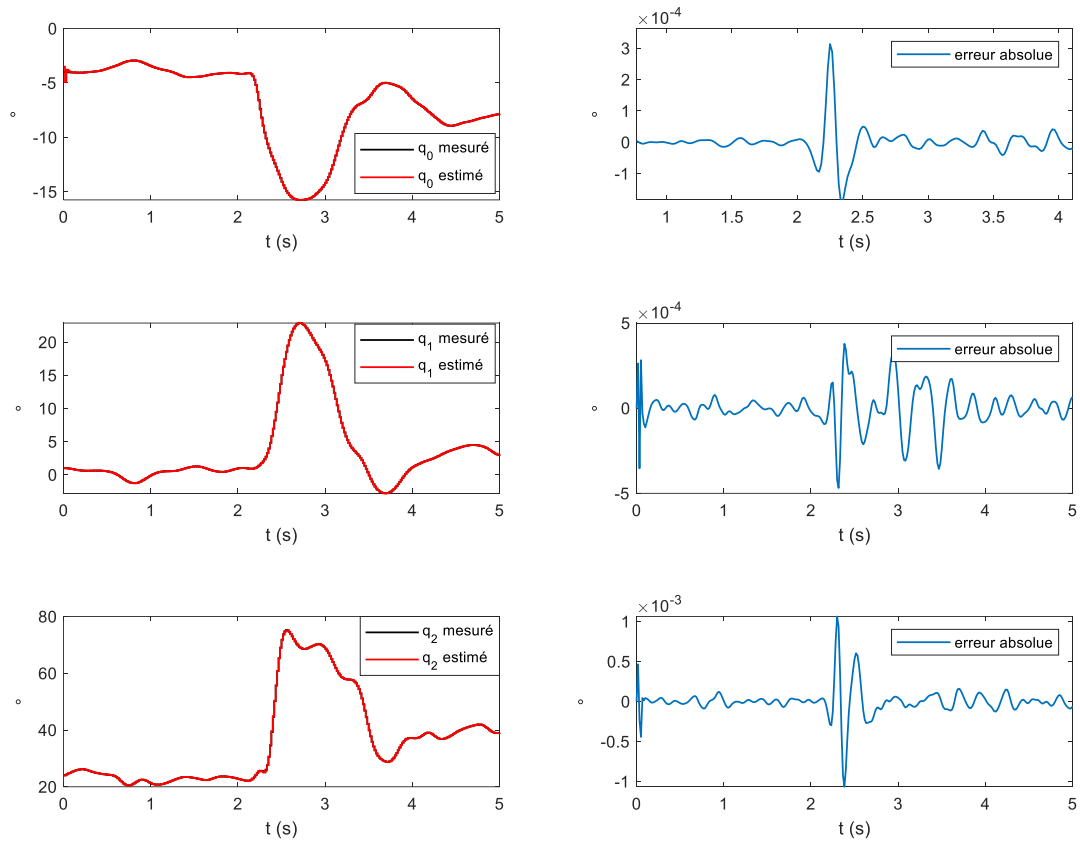 0
-5
-10
-15
°
q0 mesuré
q0 estimé
0 1 2 3 4 5
t (s)
×10-4
3
2
1
0
-1
°
erreur absolue
1 1.5 2 2.5 3 3.5 4
t (s)
20
15
10
5
0
°
q1 mesuré
q1 estimé
0 1 2 3 4 5
t (s)
×10-4
5
0
-5
°
erreur absolue
0 1 2 3 4 5
t (s)
80
60
40
20
°
q2 mesuré
q2 estimé
0 1 2 3 4 5
t (s)
×10-3
1
0.5
0
-0.5
-1
°
erreur absolue
0 1 2 3 4 5
t (s)